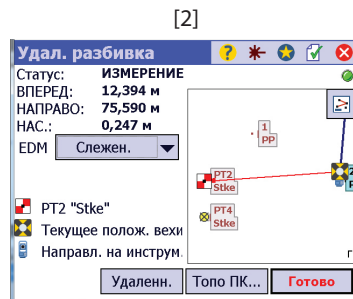 [2]
Удал. разбивка
Статус: ИЗМЕРЕНИЕ
ВПЕРЕД: 12,394 м
НАПРАВО: 75,590 м
НАС.: 0,247 м
EDM Слежен.
1
PP
PT2
Stke
PT4
Stke
2
PT2 "Stke"
Текущее полож. вехи
Направл. на инструм.
Удаленн. Топо ПК... Готово